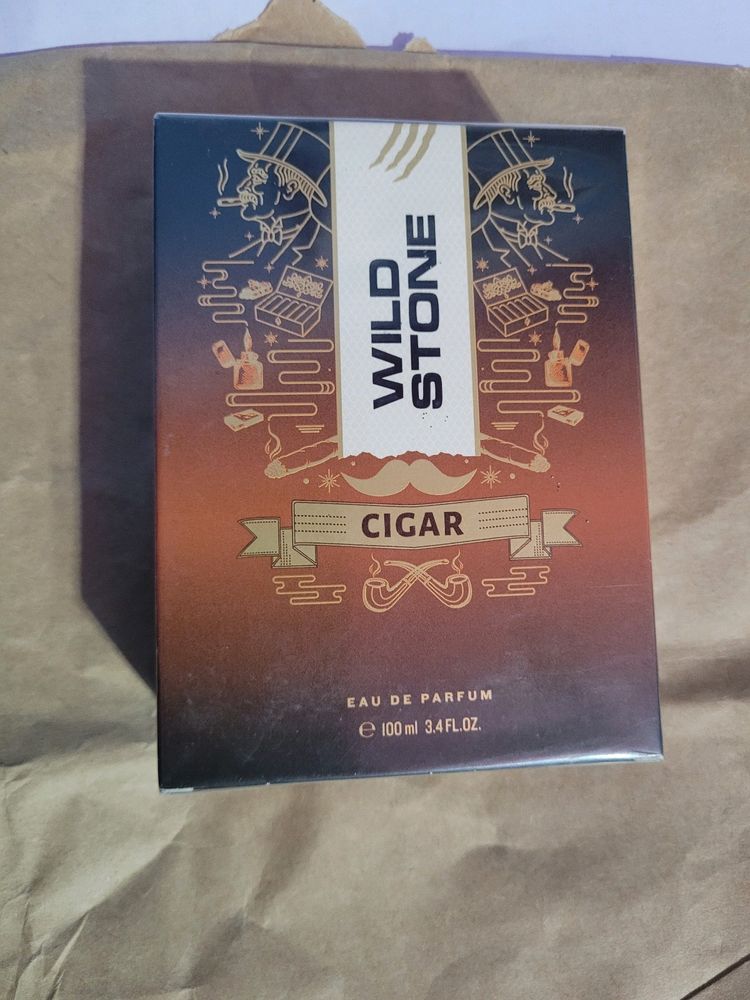 WILD
STONE
CIGAR
EAU DE PARFUM
℮ 100 ml 3.4 FL.OZ.